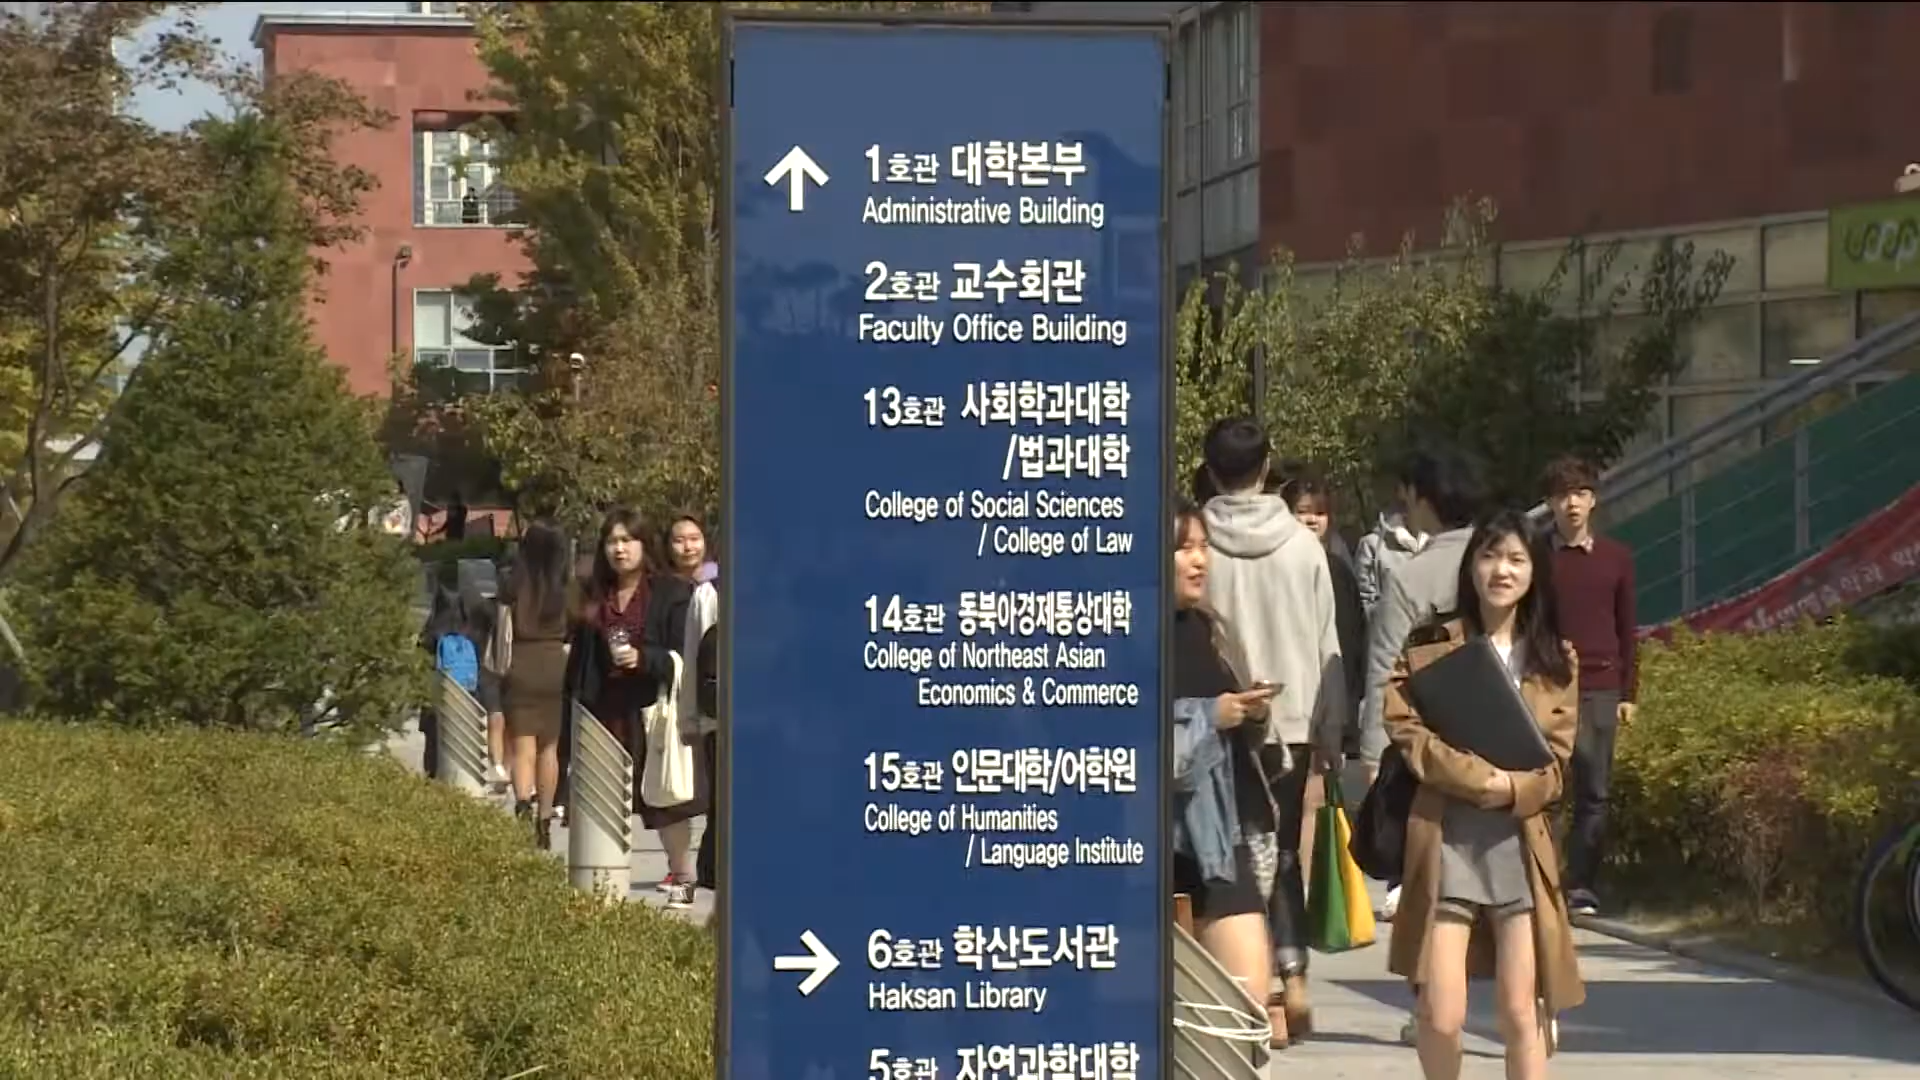 1호관 대학본부
Administrative Building
2호관 교수회관
Faculty Office Building
13호관 사회학과대학
/법과대학
College of Social Sciences
/ College of Law
14호관 동북아경제통상대학
College of Northeast Asian
Economics & Commerce
15호관 인문대학/어학원
College of Humanities
/ Language Institute
6호관 학산도서관
Haksan Library
5호관 자연과학대학